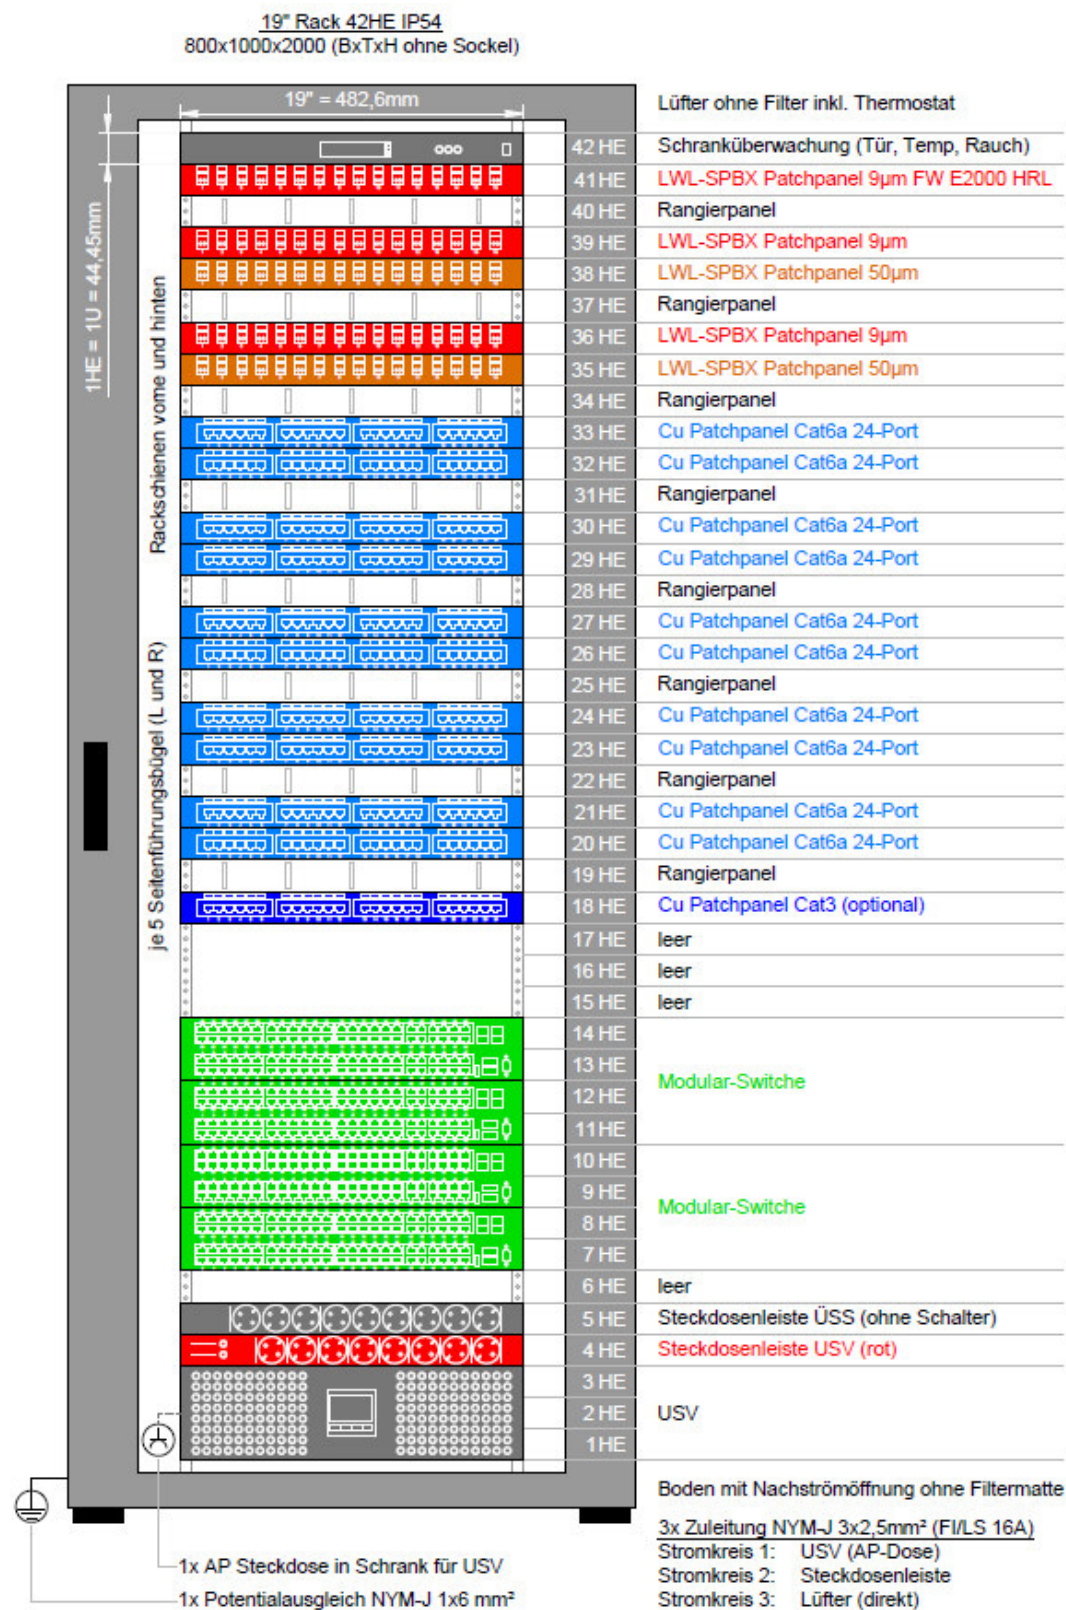 19" Rack 42HE IP54
800x1000x2000 (BxTxH ohne Sockel)
19" = 482,6mm
1HE = 1U = 44,45mm
Rackschienen vorne und hinten
je 5 Seitenführungsbügel (L und R)
Lüfter ohne Filter inkl. Thermostat
42 HE Schranküberwachung (Tür, Temp, Rauch)
41 HE LWL-SPBX Patchpanel 9µm FW E2000 HRL
40 HE Rangierpanel
39 HE LWL-SPBX Patchpanel 9µm
38 HE LWL-SPBX Patchpanel 50µm
37 HE Rangierpanel
36 HE LWL-SPBX Patchpanel 9µm
35 HE LWL-SPBX Patchpanel 50µm
34 HE Rangierpanel
33 HE Cu Patchpanel Cat6a 24-Port
32 HE Cu Patchpanel Cat6a 24-Port
31 HE Rangierpanel
30 HE Cu Patchpanel Cat6a 24-Port
29 HE Cu Patchpanel Cat6a 24-Port
28 HE Rangierpanel
27 HE Cu Patchpanel Cat6a 24-Port
26 HE Cu Patchpanel Cat6a 24-Port
25 HE Rangierpanel
24 HE Cu Patchpanel Cat6a 24-Port
23 HE Cu Patchpanel Cat6a 24-Port
22 HE Rangierpanel
21 HE Cu Patchpanel Cat6a 24-Port
20 HE Cu Patchpanel Cat6a 24-Port
19 HE Rangierpanel
18 HE Cu Patchpanel Cat3 (optional)
17 HE leer
16 HE leer
15 HE leer
14 HE
13 HE
Modular-Switche
12 HE
11 HE
10 HE
9 HE
Modular-Switche
8 HE
7 HE
6 HE leer
5 HE Steckdosenleiste ÜSS (ohne Schalter)
4 HE Steckdosenleiste USV (rot)
3 HE
2 HE USV
1 HE
Boden mit Nachströmöffnung ohne Filtermatte
3x Zuleitung NYM-J 3x2,5mm² (FI/LS 16A)
Stromkreis 1: USV (AP-Dose)
Stromkreis 2: Steckdosenleiste
Stromkreis 3: Lüfter (direkt)
1x AP Steckdose in Schrank für USV
1x Potentialausgleich NYM-J 1x6 mm²